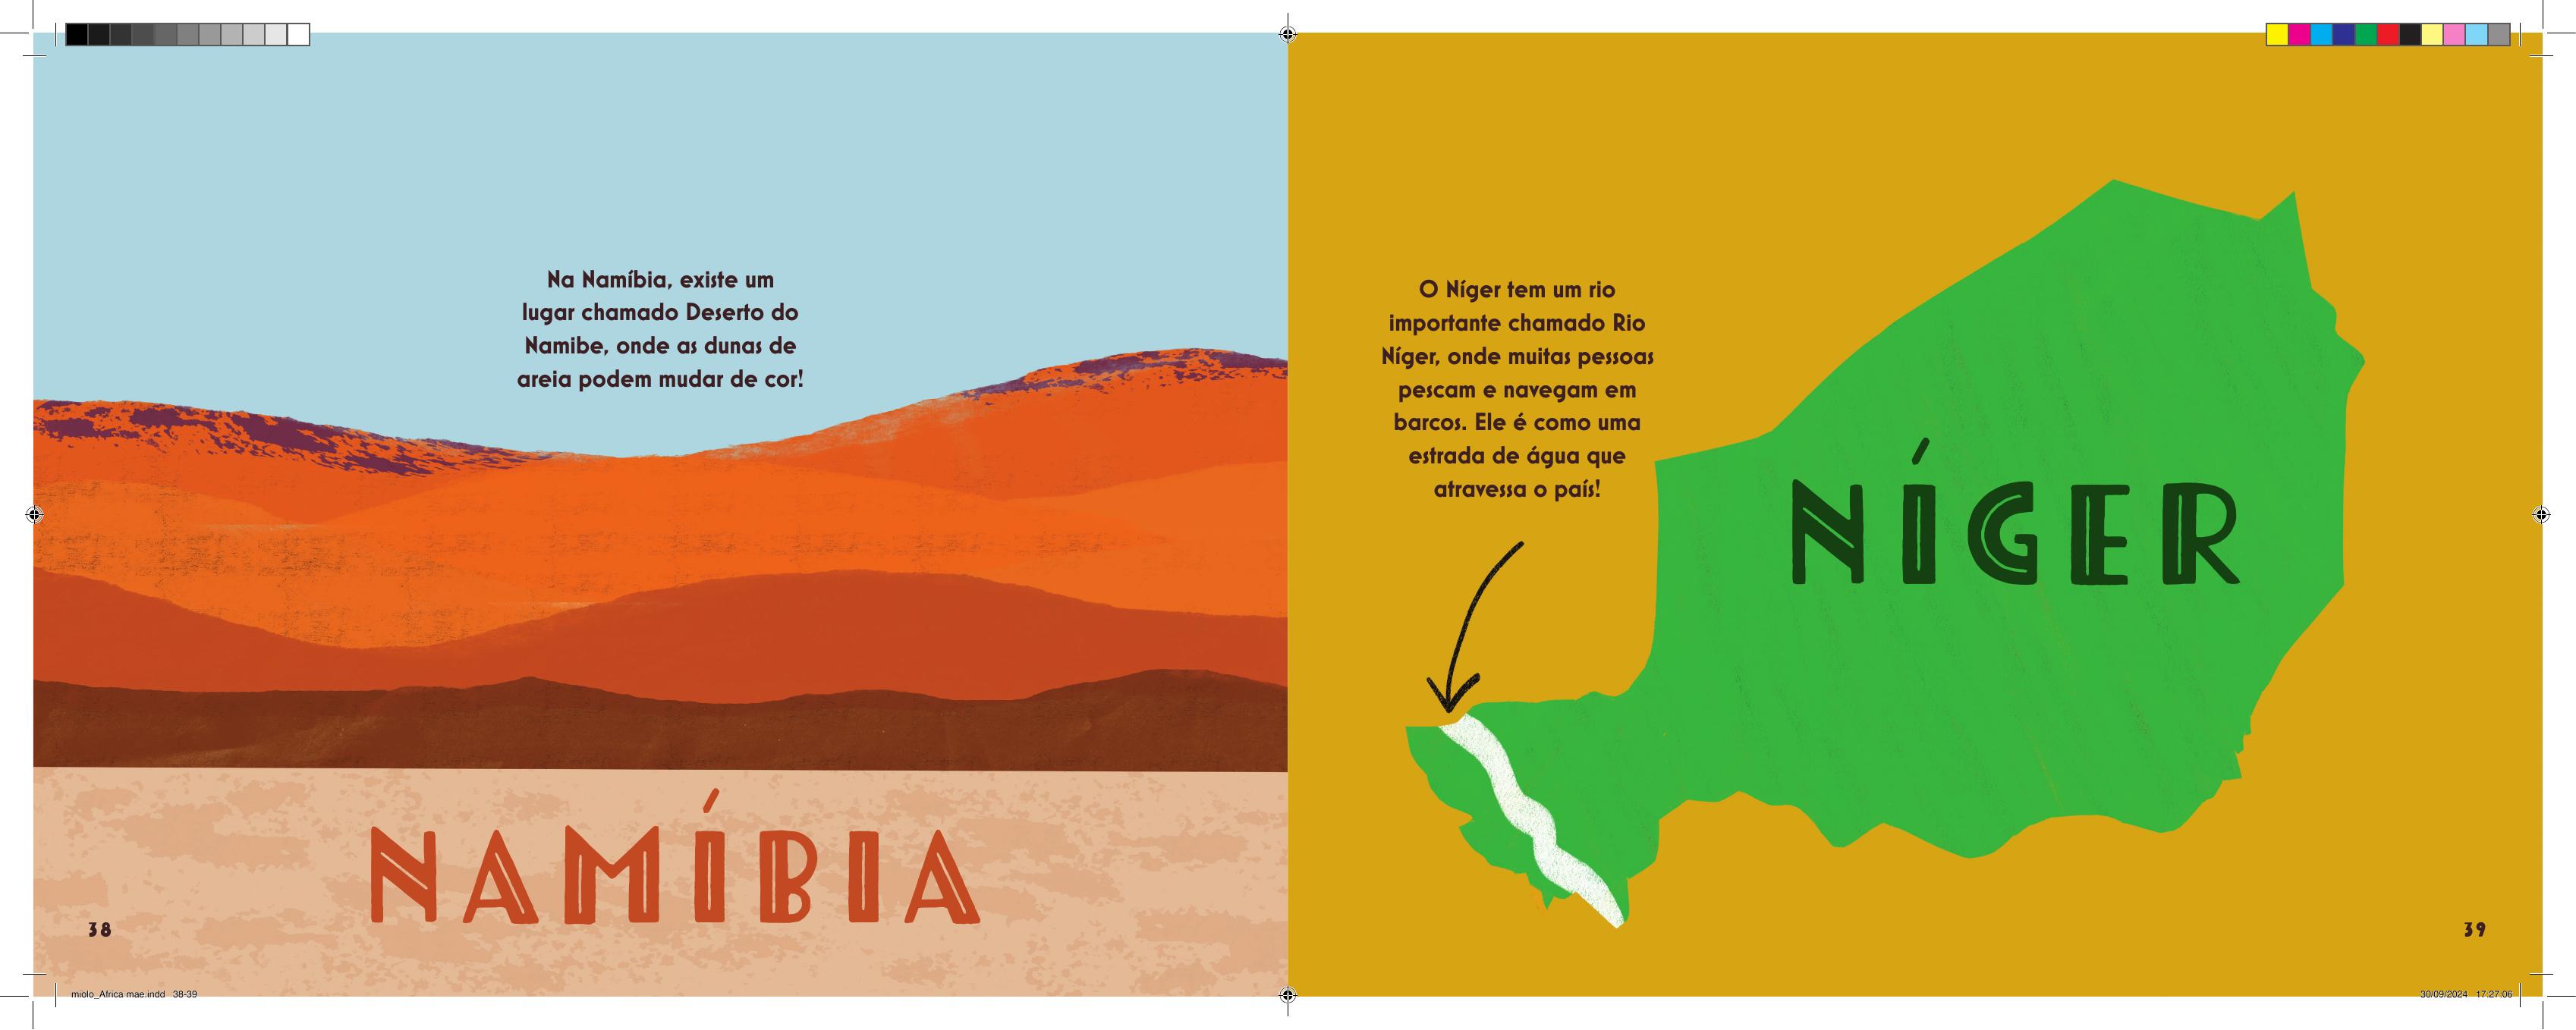 Na Namíbia, existe um
lugar chamado Deserto do
Namibe, onde as dunas de
areia podem mudar de cor!
NAMÍBIA
38
O Níger tem um rio
importante chamado Rio
Níger, onde muitas pessoas
pescam e navegam em
barcos. Ele é como uma
estrada de água que
atravessa o país!
NÍGER
39
miolo_Africa mae.indd 38-39
30/09/2024 17:27:06